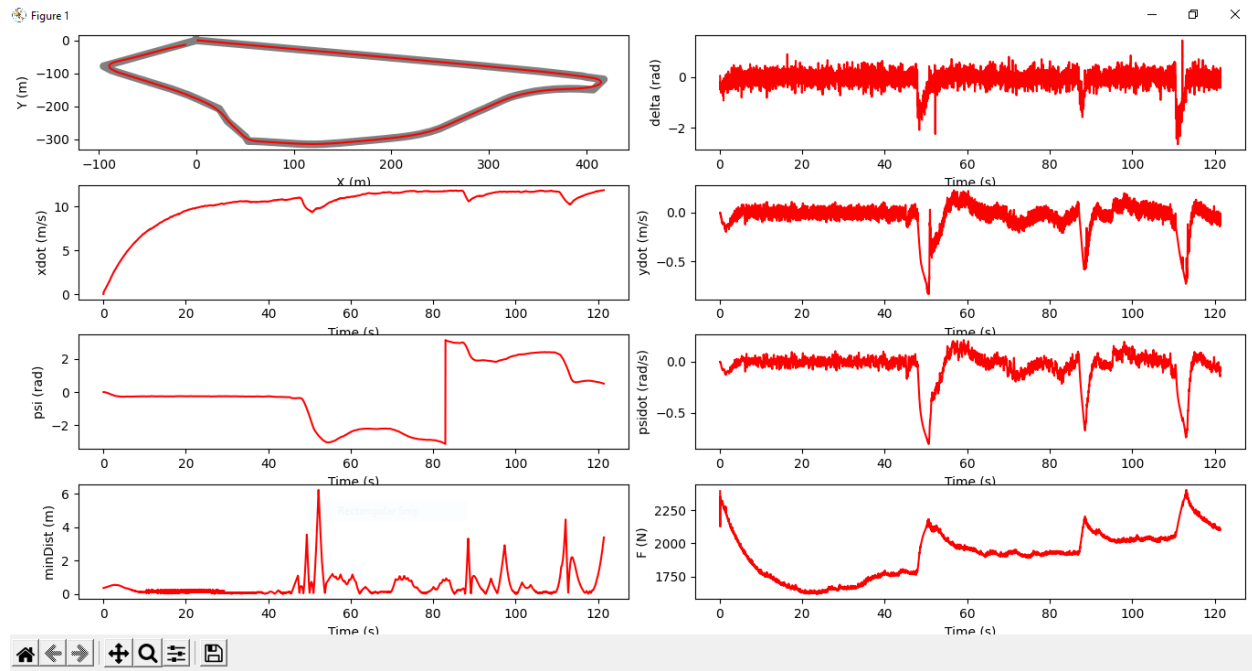 Figure 1
0
−100
−200
−300
Y (m)
−100 0 100 200 300 400
X (m)
0
−2
delta (rad)
0 20 40 60 80 100 120
Time (s)
10
5
0
xdot (m/s)
0 20 40 60 80 100 120
Time (s)
0.0
−0.5
ydot (m/s)
0 20 40 60 80 100 120
Time (s)
2
0
−2
psi (rad)
0 20 40 60 80 100 120
Time (s)
0.0
−0.5
psidot (rad/s)
0 20 40 60 80 100 120
Time (s)
6
4
2
0
minDist (m)
0 20 40 60 80 100 120
Time (s)
2250
2000
1750
F (N)
0 20 40 60 80 100 120
Time (s)